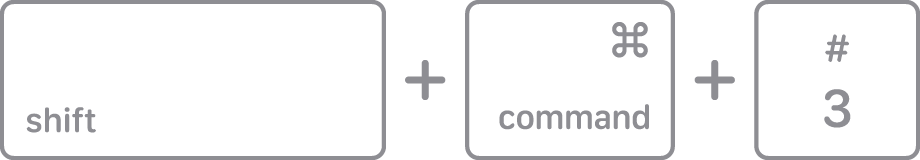 shift
+
⌘
command
+
#
3